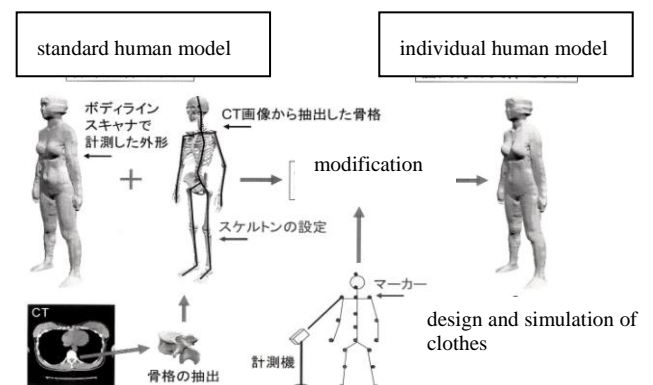 standard human model
individual human model
ボディライン
スキャナで
計測した外形
CT画像から抽出した骨格
modification
スケルトンの設定
マーカー
CT
計測機
骨格の抽出
design and simulation of
clothes